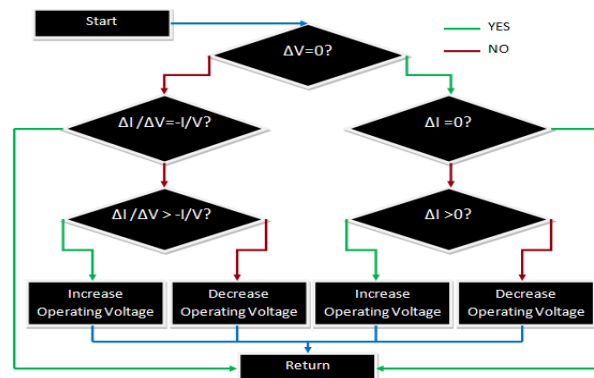 Start
YES
NO
ΔV=0?
ΔI /ΔV=-I/V?
ΔI =0?
ΔI /ΔV > -I/V?
ΔI >0?
Increase
Operating Voltage
Decrease
Operating Voltage
Increase
Operating Voltage
Decrease
Operating Voltage
Return